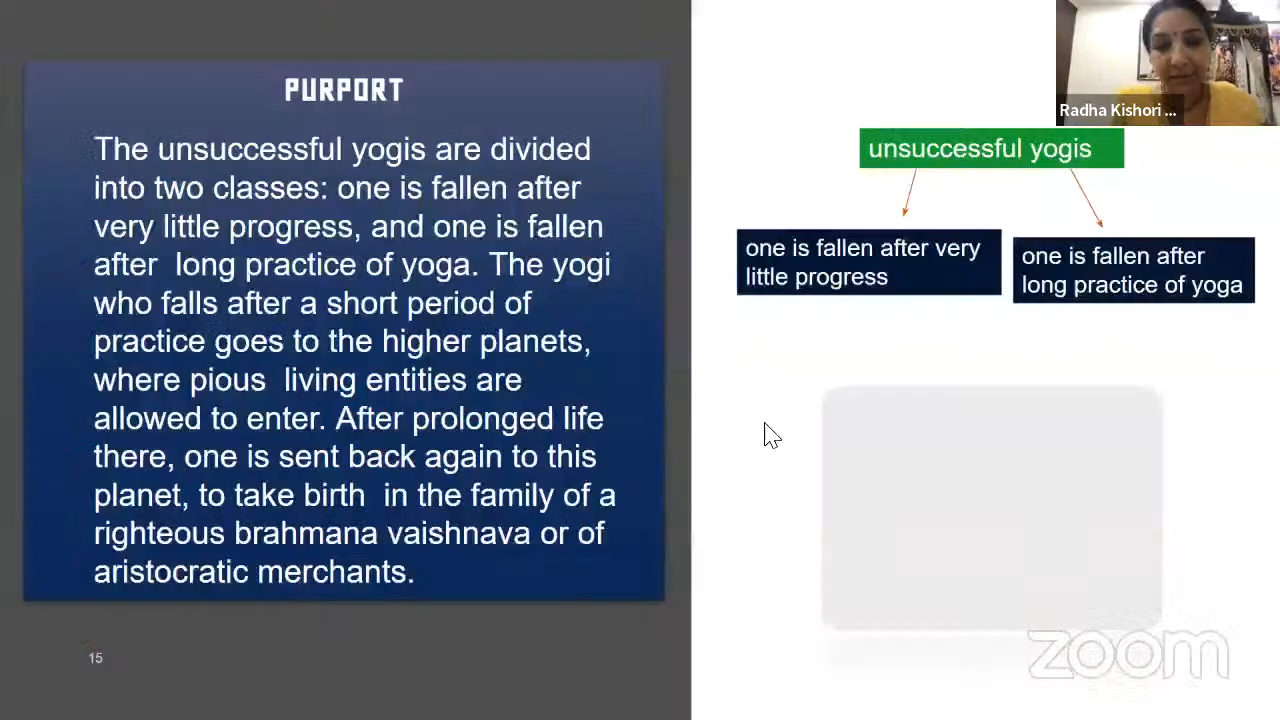 PURPORT
The unsuccessful yogis are divided
into two classes: one is fallen after
very little progress, and one is fallen
after long practice of yoga. The yogi
who falls after a short period of
practice goes to the higher planets,
where pious living entities are
allowed to enter. After prolonged life
there, one is sent back again to this
planet, to take birth in the family of a
righteous brahmana vaishnava or of
aristocratic merchants.
15
Radha Kishori ...
unsuccessful yogis
one is fallen after very
little progress
one is fallen after
long practice of yoga
zoom